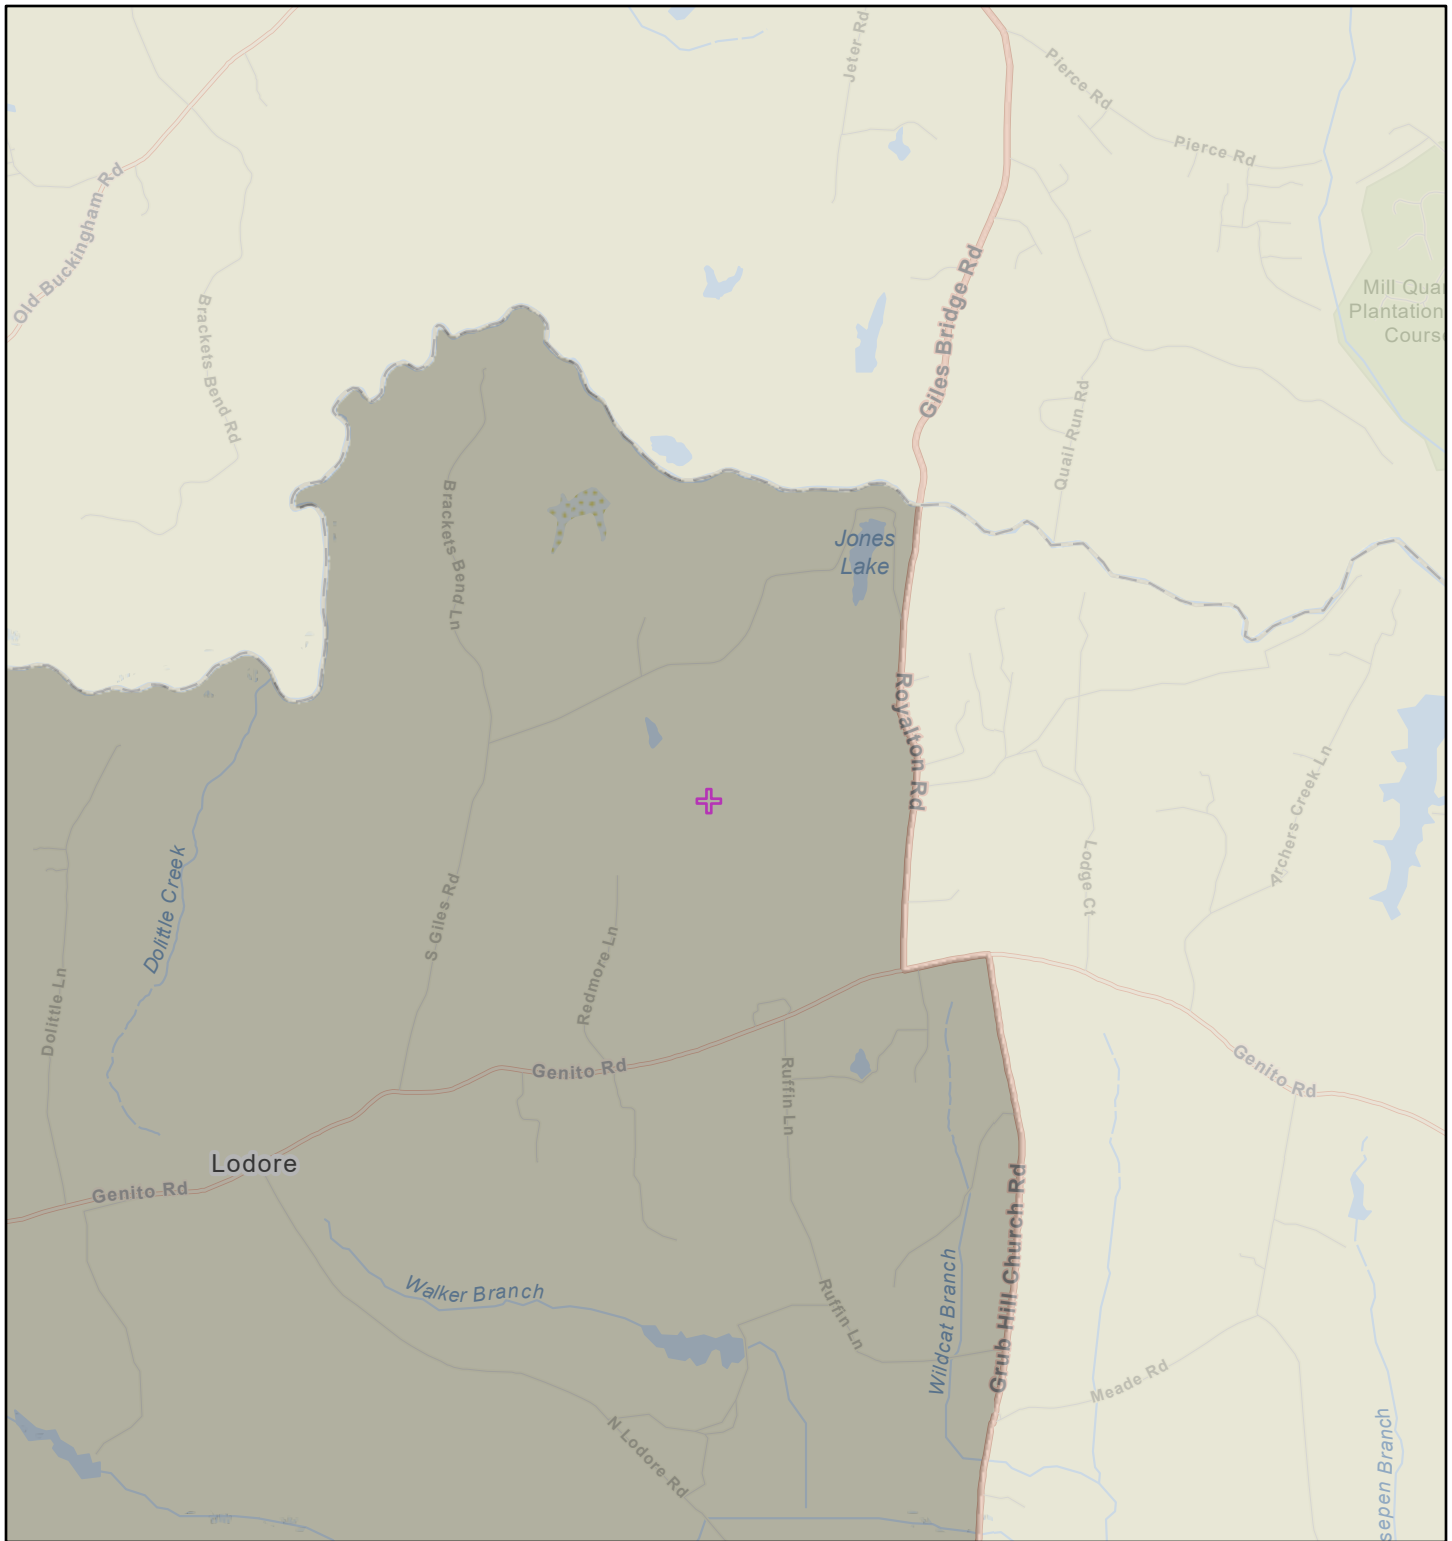 Jeter Rd
Pierce Rd
Pierce Rd
Old Buckingham Rd
Brackets Bend Rd
Giles Bridge Rd
Mill Qua
Plantation
Cours
Quail Run Rd
Brackets Bend Ln
Jones
Lake
Royalton Rd
Archers Creek Ln
Lodge Ct
Dolittle Creek
S Giles Rd
Redmore Ln
Dolittle Ln
Genito Rd
Ruffin Ln
Genito Rd
Lodore
Genito Rd
Grub Hill Church Rd
Walker Branch
Wildcat Branch
Ruffin Ln
Meade Rd
N Lodore Rd
sepen Branch